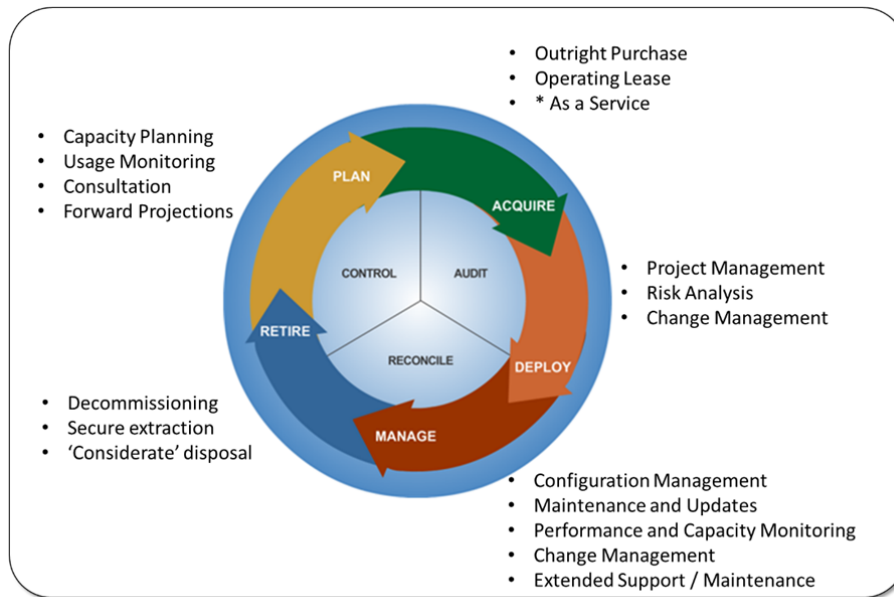 • Outright Purchase
• Operating Lease
• * As a Service
• Capacity Planning
• Usage Monitoring
• Consultation
• Forward Projections
PLAN
ACQUIRE
CONTROL
AUDIT
• Project Management
• Risk Analysis
• Change Management
RETIRE
RECONCILE
DEPLOY
MANAGE
• Decommissioning
• Secure extraction
• ‘Considerate’ disposal
• Configuration Management
• Maintenance and Updates
• Performance and Capacity Monitoring
• Change Management
• Extended Support / Maintenance